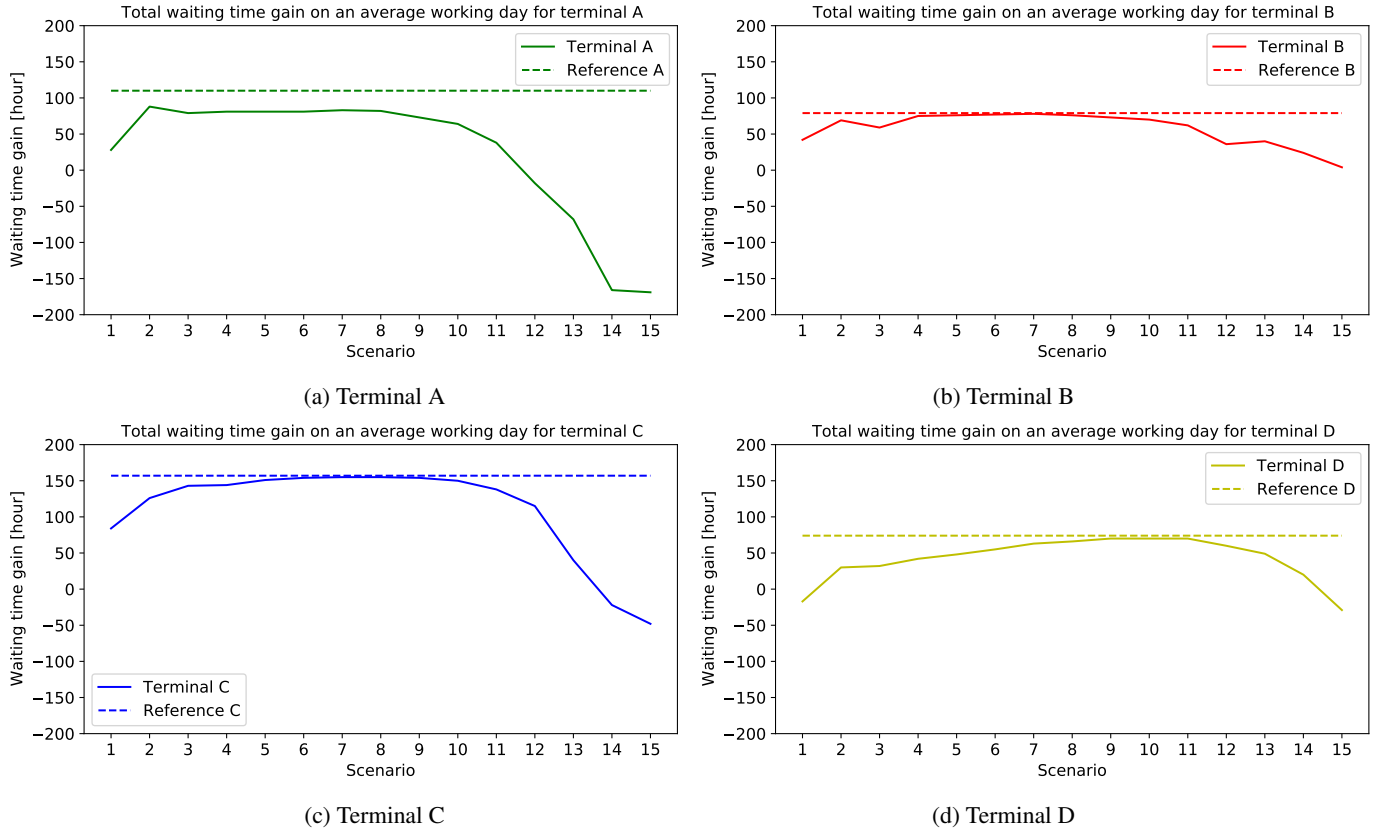 Total waiting time gain on an average working day for terminal A
Waiting time gain [hour]
200
150
100
50
0
−50
−100
−150
−200
Terminal A
Reference A
1 2 3 4 5 6 7 8 9 10 11 12 13 14 15
Scenario
(a) Terminal A
Total waiting time gain on an average working day for terminal B
Waiting time gain [hour]
200
150
100
50
0
−50
−100
−150
−200
Terminal B
Reference B
1 2 3 4 5 6 7 8 9 10 11 12 13 14 15
Scenario
(b) Terminal B
Total waiting time gain on an average working day for terminal C
Waiting time gain [hour]
200
150
100
50
0
−50
−100
−150
−200
Terminal C
Reference C
1 2 3 4 5 6 7 8 9 10 11 12 13 14 15
Scenario
(c) Terminal C
Total waiting time gain on an average working day for terminal D
Waiting time gain [hour]
200
150
100
50
0
−50
−100
−150
−200
Terminal D
Reference D
1 2 3 4 5 6 7 8 9 10 11 12 13 14 15
Scenario
(d) Terminal D